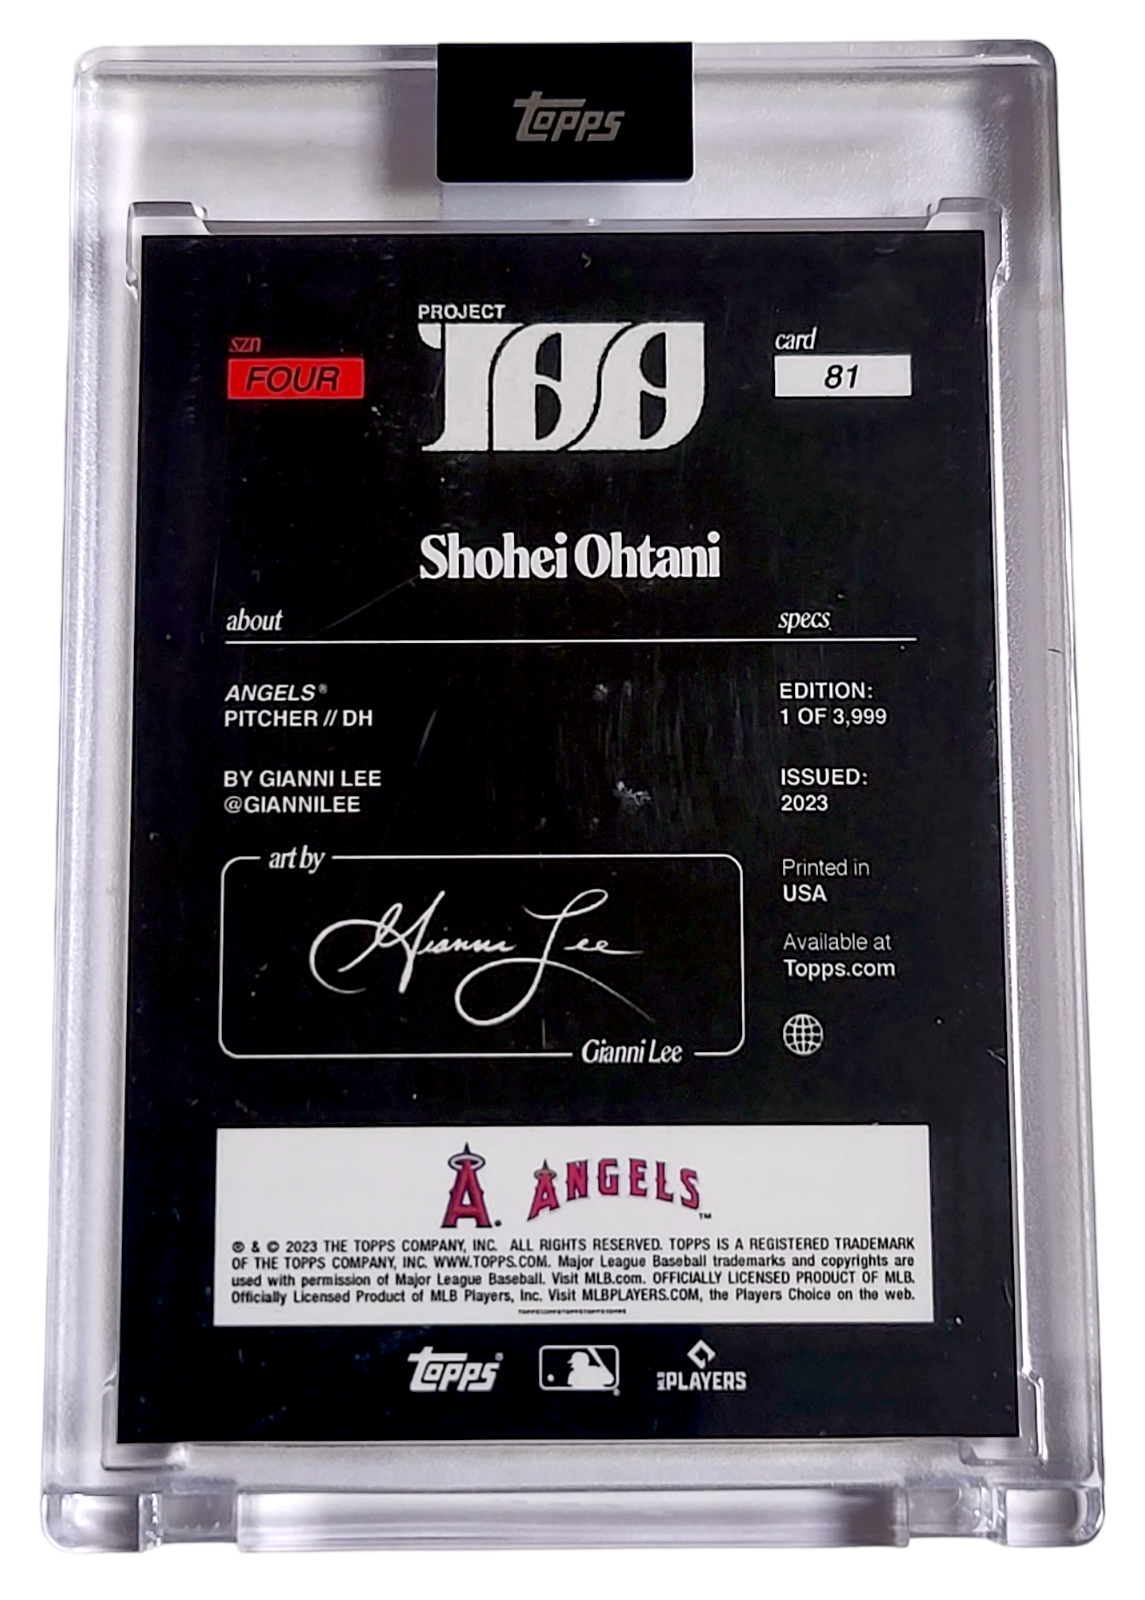 Topps
PROJECT
100
szn
FOUR
card
81
Shohei Ohtani
about
specs
ANGELS®
PITCHER // DH
EDITION:
1 OF 3,999
BY GIANNI LEE
@GIANNILEE
ISSUED:
2023
art by
Gianni Lee
Gianni Lee
Printed in
USA
Available at
Topps.com
A ANGELS™
® & © 2023 THE TOPPS COMPANY, INC. ALL RIGHTS RESERVED. TOPPS IS A REGISTERED TRADEMARK
OF THE TOPPS COMPANY, INC. WWW.TOPPS.COM. Major League Baseball trademarks and copyrights are
used with permission of Major League Baseball. Visit MLB.com. OFFICIALLY LICENSED PRODUCT OF MLB.
Officially Licensed Product of MLB Players, Inc. Visit MLBPLAYERS.COM, the Players Choice on the web.
Topps®
MLB PLAYERS